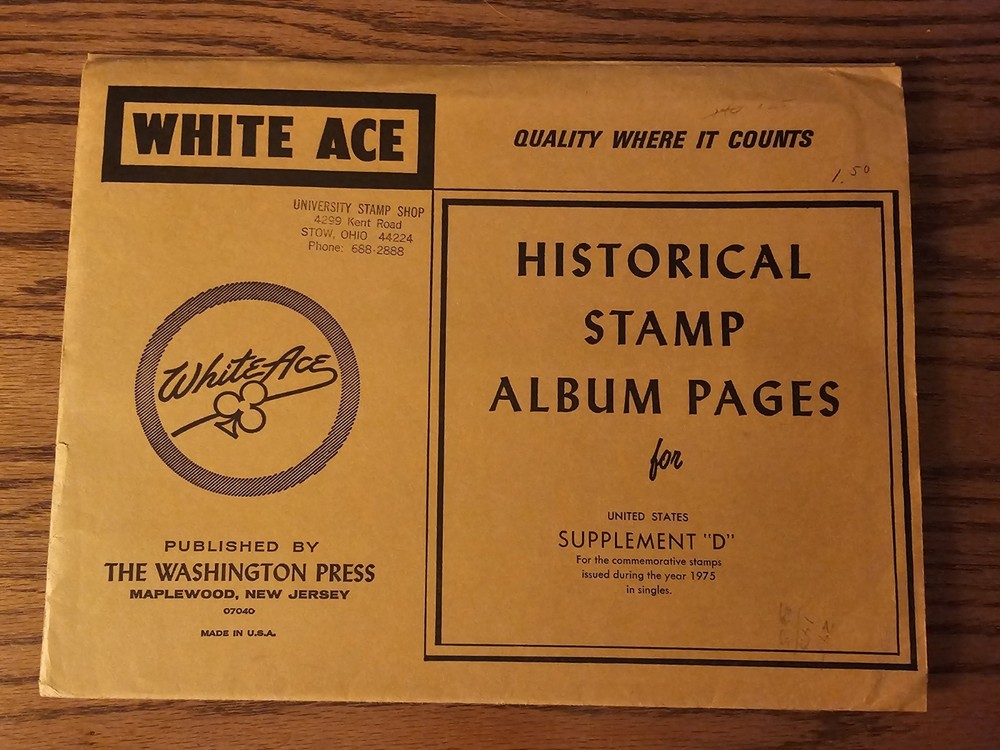 WHITE ACE
QUALITY WHERE IT COUNTS
1.50
UNIVERSITY STAMP SHOP
4299 Kent Road
STOW, OHIO 44224
Phone: 688-2888
White Ace
PUBLISHED BY
THE WASHINGTON PRESS
MAPLEWOOD, NEW JERSEY
07040
MADE IN U.S.A.
HISTORICAL
STAMP
ALBUM PAGES
for
UNITED STATES
SUPPLEMENT "D"
For the commemorative stamps
issued during the year 1975
in singles.